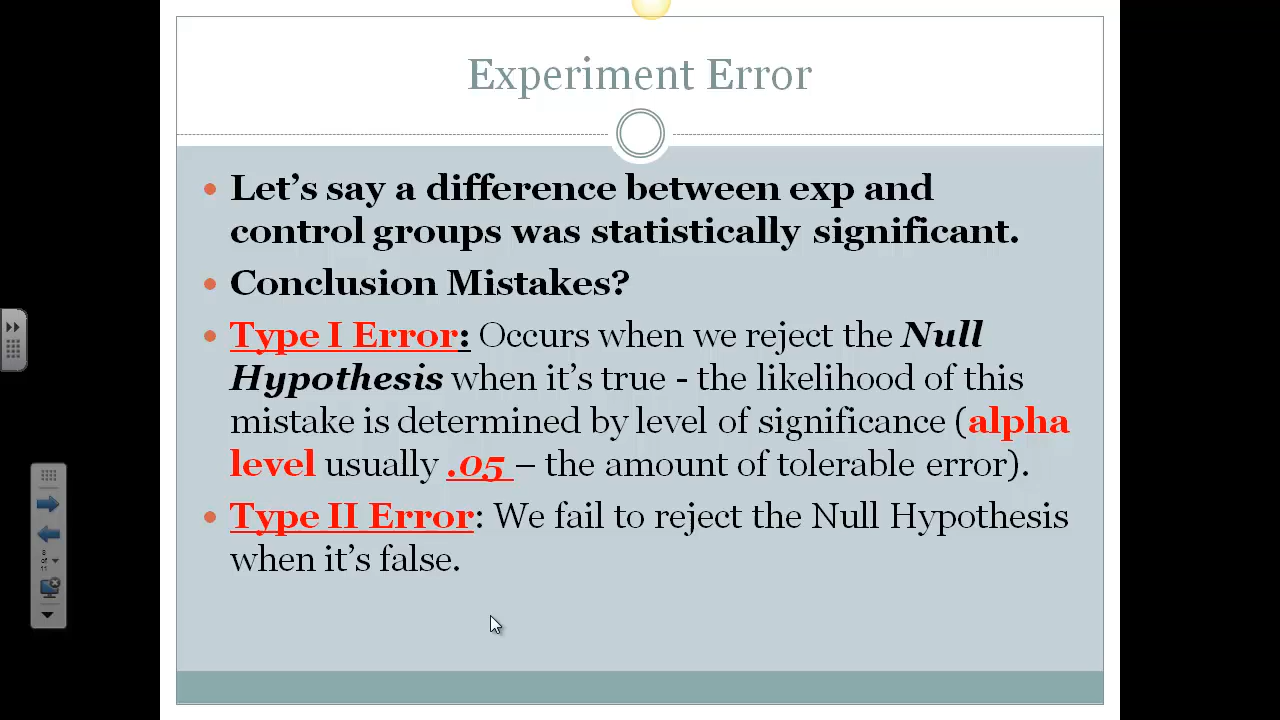 Experiment Error
Let's say a difference between exp and
control groups was statistically significant.
Conclusion Mistakes?
Type I Error: Occurs when we reject the Null
Hypothesis when it's true - the likelihood of this
mistake is determined by level of significance (alpha
level usually .05 – the amount of tolerable error).
Type II Error: We fail to reject the Null Hypothesis
when it's false.
8
of
11